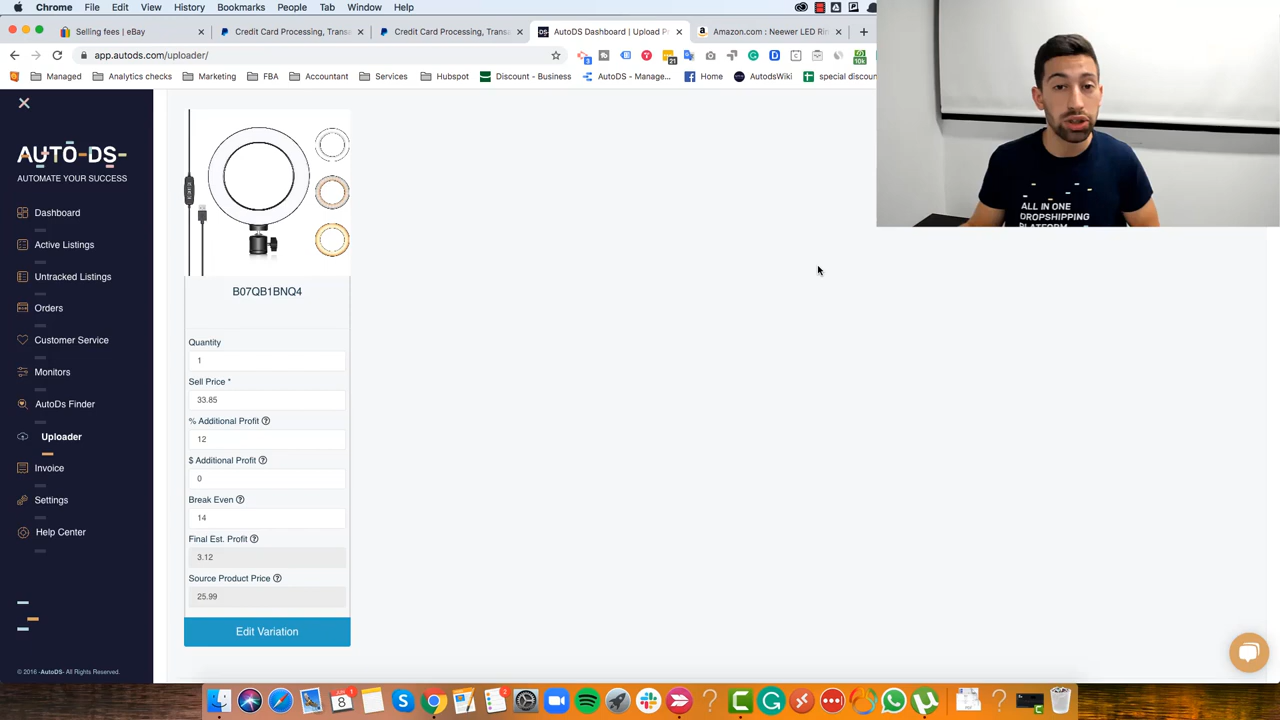 Chrome File Edit View History Bookmarks People Tab Window Help
Selling fees | eBay
Credit Card Processing, Transa
Credit Card Processing, Transa
AutoDS Dashboard | Upload P
Amazon.com : Neewer LED Rin
app.autods.com/uploader/
Managed Analytics checks Marketing FBA Accountant Services Hubspot Discount - Business AutoDS - Manage... Home AutodsWiki special discoun
AUTO-DS-
AUTOMATE YOUR SUCCESS
Dashboard
Active Listings
Untracked Listings
Orders
Customer Service
Monitors
AutoDs Finder
Uploader
Invoice
Settings
Help Center
© 2016 -AutoDS- All Rights Reserved.
B07QB1BNQ4
Quantity
1
Sell Price *
33.85
% Additional Profit
12
$ Additional Profit
0
Break Even
14
Final Est. Profit
3.12
Source Product Price
25.99
Edit Variation
ALL IN ONE
DROPSHIPPING
PLATFORM